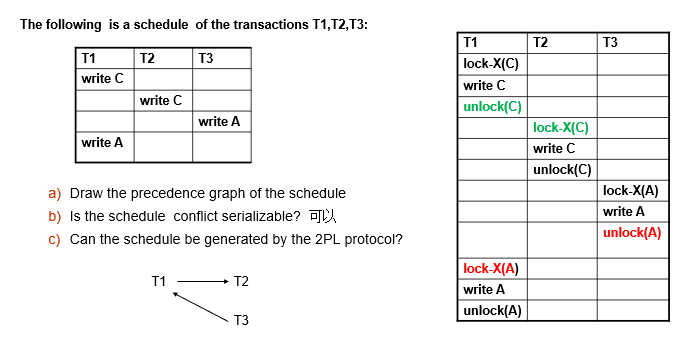 The following is a schedule of the transactions T1,T2,T3:
T1 T2 T3
write C
write C
write A
write A
a) Draw the precedence graph of the schedule
b) Is the schedule conflict serializable? 可以
c) Can the schedule be generated by the 2PL protocol?
T1 T2
T3
T1 T2 T3
lock-X(C)
write C
unlock(C)
lock-X(C)
write C
unlock(C)
lock-X(A)
write A
unlock(A)
lock-X(A)
write A
unlock(A)